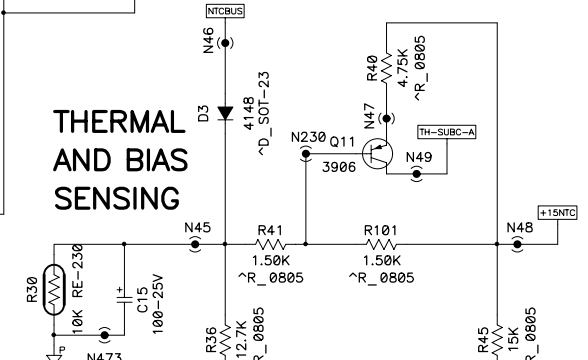 NTCBUS
N46
D3
4148
^D_SOT-23
R40
4.75K
^R_0805
N47
TH-SUBC-A
N230
Q11
3906
N49
THERMAL
AND BIAS
SENSING
+15NTC
N45
R41
1.50K
^R_0805
R101
1.50K
^R_0805
N48
R30
10K RE-230
+
C15
100-25V
R36
12.7K
R_0805
R45
15K
R_0805
P
N473